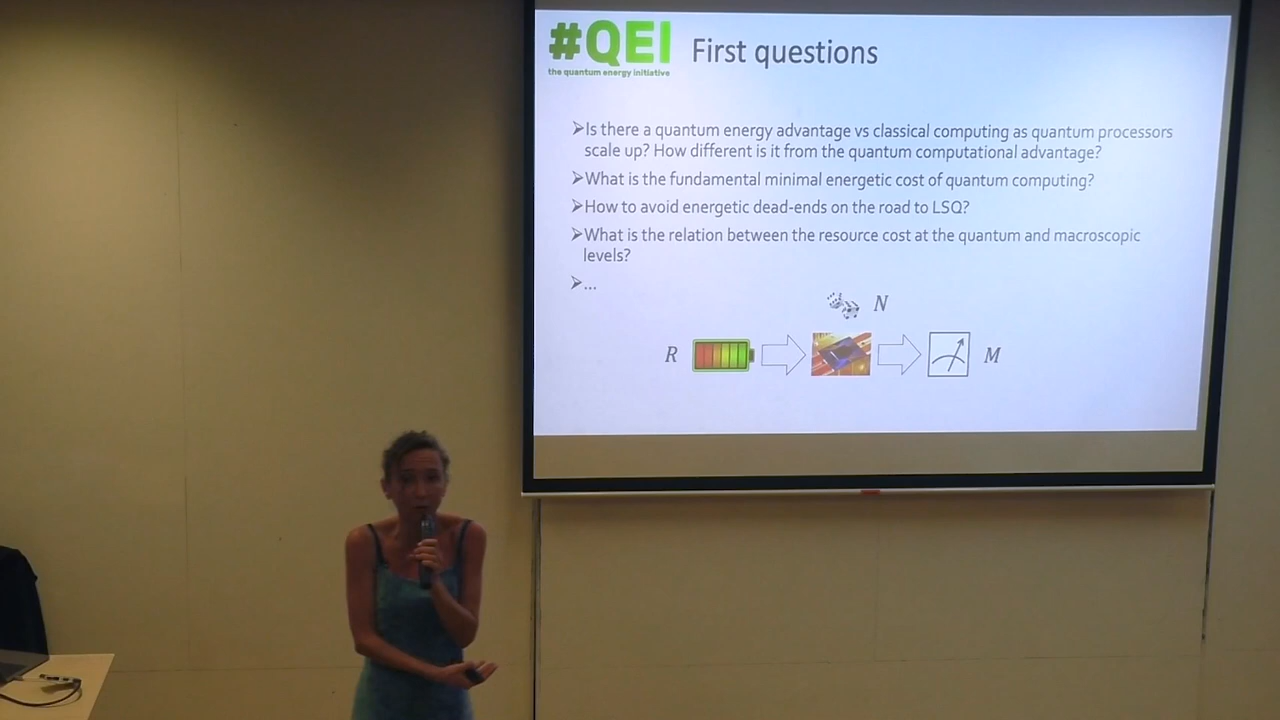 #QEI
the quantum energy initiative
First questions
➢Is there a quantum energy advantage vs classical computing as quantum processors
scale up? How different is it from the quantum computational advantage?
➢What is the fundamental minimal energetic cost of quantum computing?
➢How to avoid energetic dead-ends on the road to LSQ?
➢What is the relation between the resource cost at the quantum and macroscopic
levels?
➢...
N
R
M